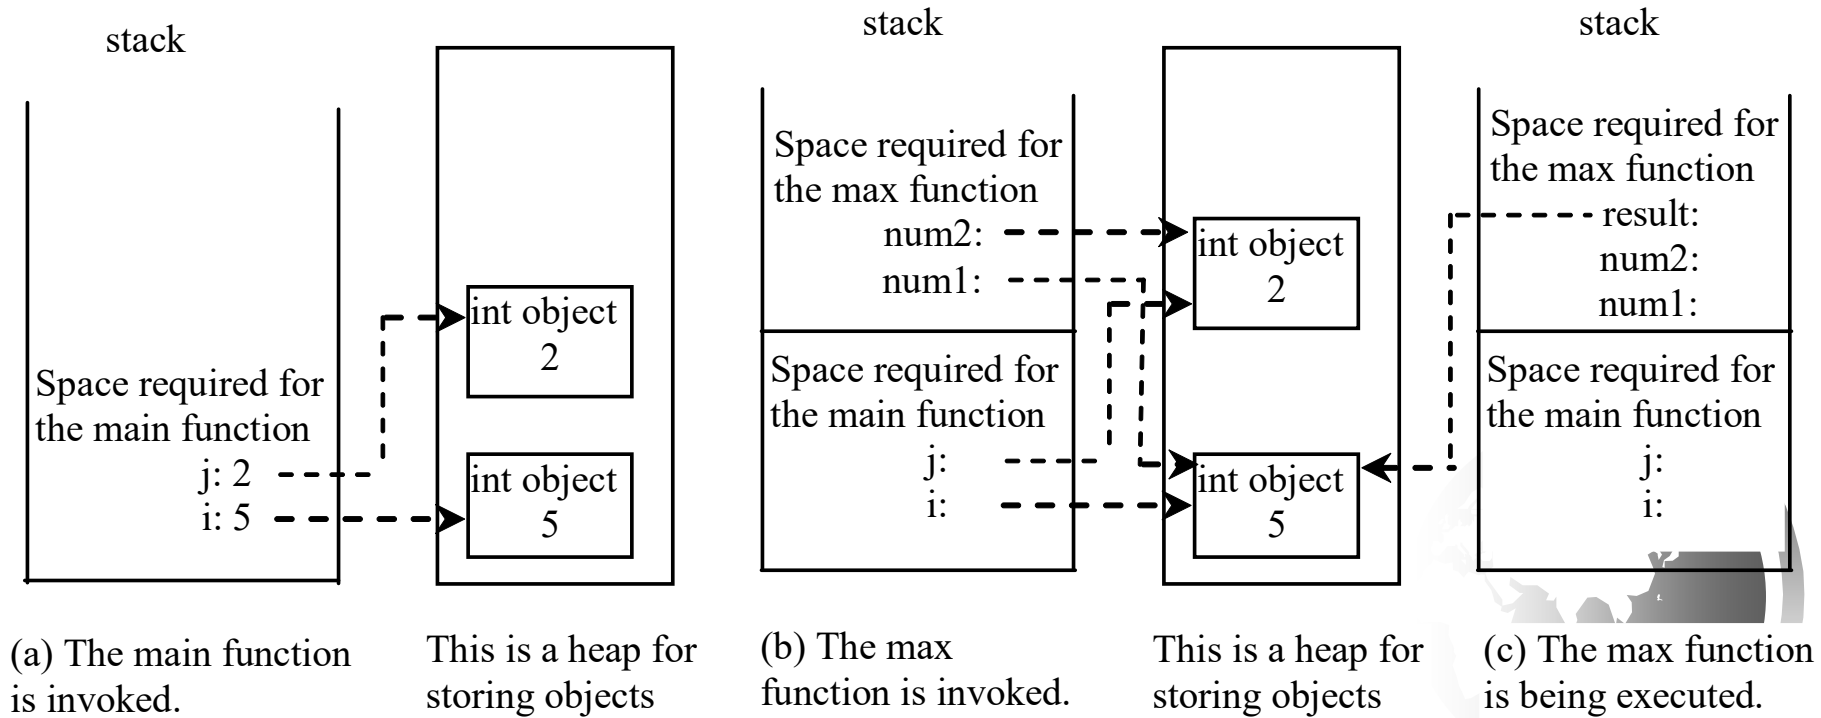 stack
Space required for
the main function
j: 2
i: 5
int object
2
int object
5
(a) The main function
is invoked.
This is a heap for
storing objects
stack
Space required for
the max function
num2:
num1:
Space required for
the main function
j:
i:
int object
2
int object
5
(b) The max
function is invoked.
This is a heap for
storing objects
stack
Space required for
the max function
result:
num2:
num1:
Space required for
the main function
j:
i:
(c) The max function
is being executed.